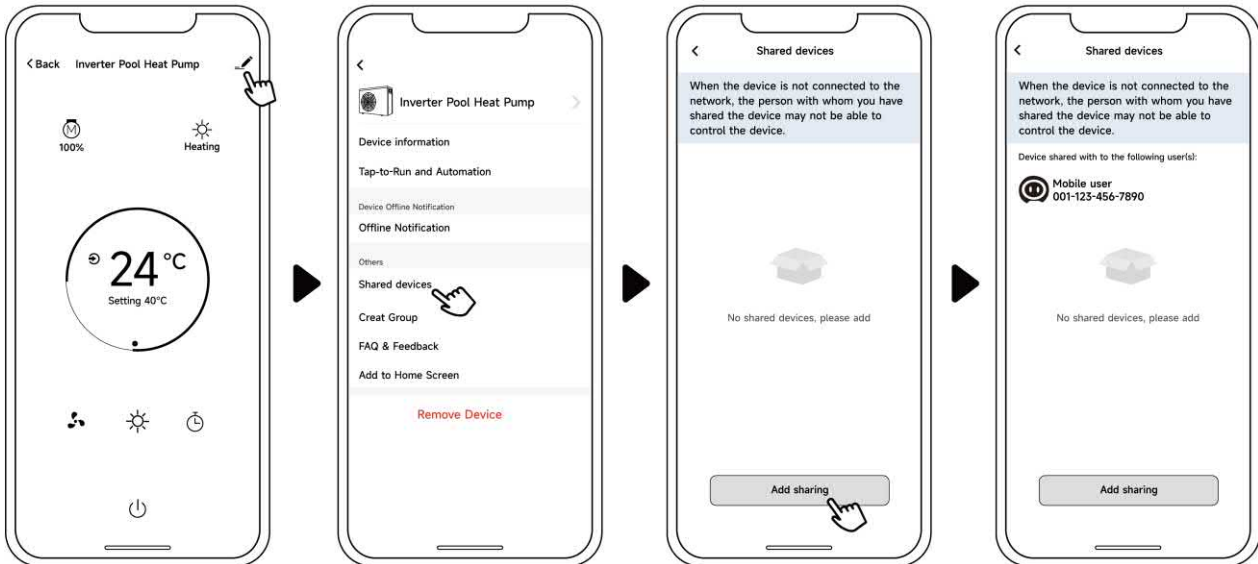 Back Inverter Pool Heat Pump
M
100%
Heating
24 °C
Setting 40°C
Inverter Pool Heat Pump
Device information
Tap-to-Run and Automation
Device Offline Notification
Offline Notification
Others
Shared devices
Creat Group
FAQ & Feedback
Add to Home Screen
Remove Device
Shared devices
When the device is not connected to the
network, the person with whom you have
shared the device may not be able to
control the device.
No shared devices, please add
Add sharing
Shared devices
When the device is not connected to the
network, the person with whom you have
shared the device may not be able to
control the device.
Device shared with to the following user(s):
Mobile user
001-123-456-7890
No shared devices, please add
Add sharing